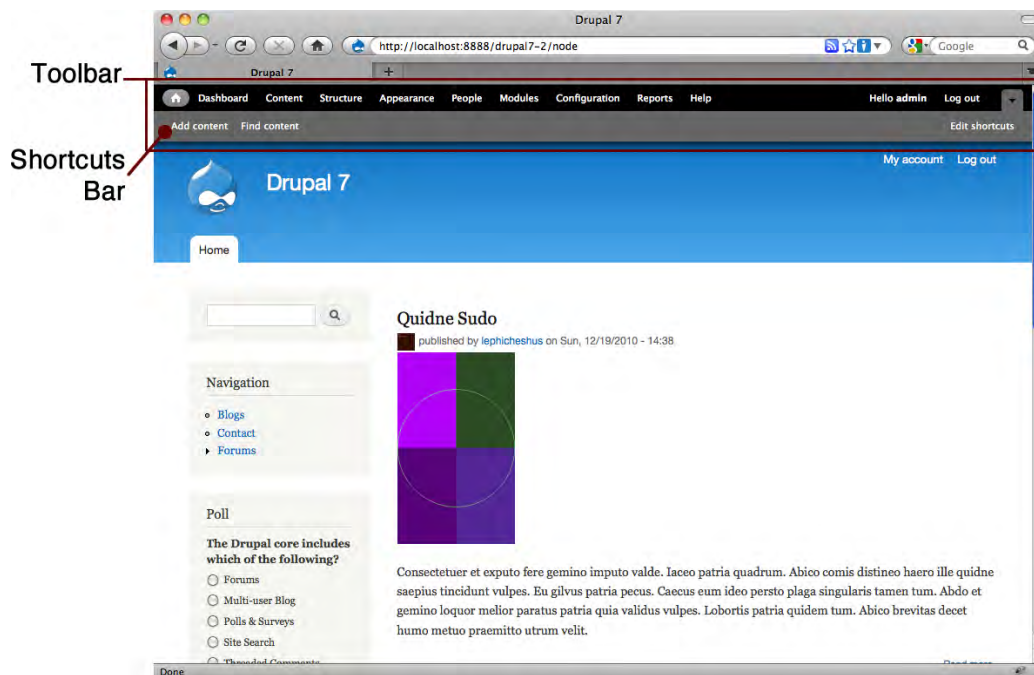 Drupal 7
http://localhost:8888/drupal7-2/node
Google
Toolbar
Drupal 7
+
Dashboard Content Structure Appearance People Modules Configuration Reports Help Hello admin Log out
Add content Find content Edit shortcuts
Shortcuts
Bar
My account Log out
Drupal 7
Home
Quidne Sudo
published by lephicheshus on Sun, 12/19/2010 - 14:38
Navigation
Blogs
Contact
Forums
Poll
The Drupal core includes
which of the following?
Forums
Multi-user Blog
Polls & Surveys
Site Search
Threaded Comments
Consectetuer et exputo fere gemino imputo valde. Iaceo patria quadrum. Abico comis distineo haero ille quidne
saepius tincidunt vulpes. Eu gilvus patria pecus. Caecus eum ideo persto plaga singularis tamen tum. Abdo et
gemino loquor melior paratus patria quia validus vulpes. Lobortis patria quidem tum. Abico brevitas decet
humo metuo praemitto utrum velit.
Read more
Done